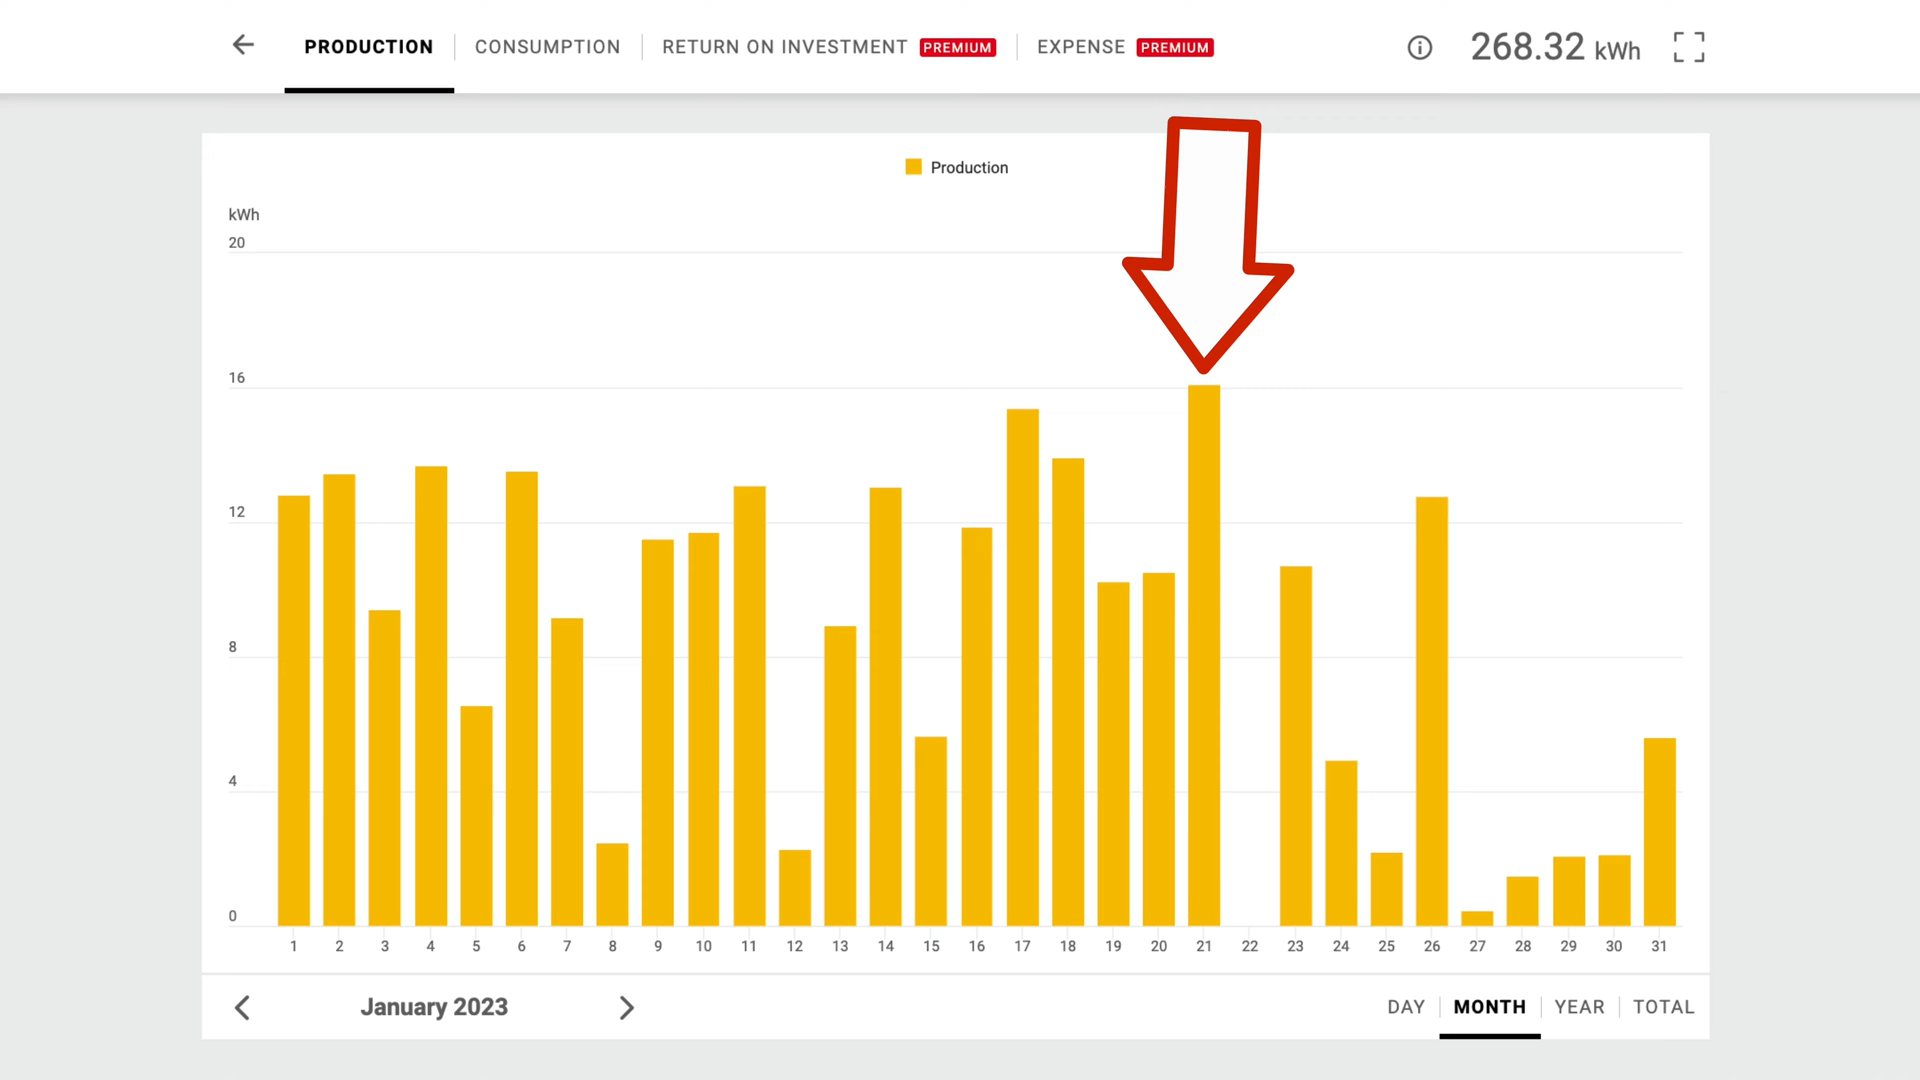 PRODUCTION CONSUMPTION RETURN ON INVESTMENT PREMIUM EXPENSE PREMIUM 268.32 kWh
Production
kWh
20
16
12
8
4
0
1 2 3 4 5 6 7 8 9 10 11 12 13 14 15 16 17 18 19 20 21 22 23 24 25 26 27 28 29 30 31
January 2023 DAY MONTH YEAR TOTAL